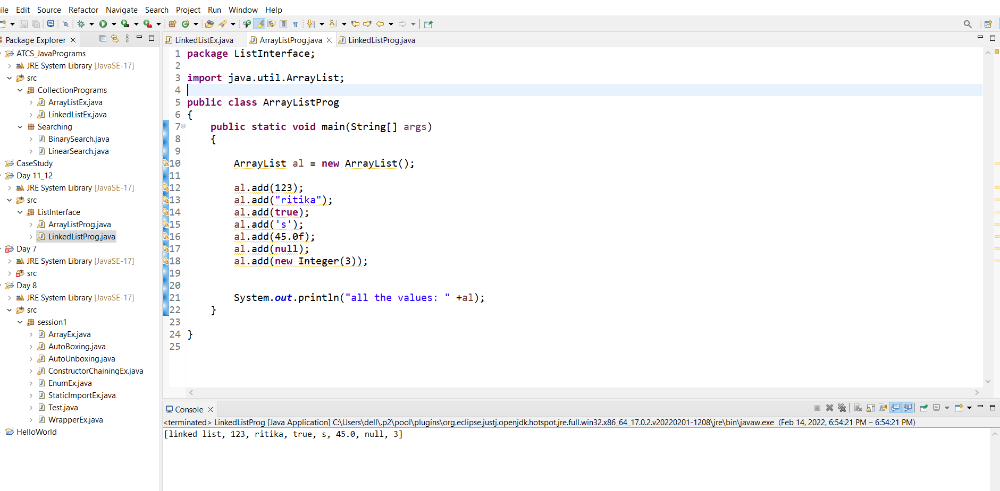 ile Edit Source Refactor Navigate Search Project Run Window Help
Package Explorer
ATCS_JavaPrograms
JRE System Library [JavaSE-17]
src
CollectionPrograms
ArrayListEx.java
LinkedListEx.java
Searching
BinarySearch.java
LinearSearch.java
CaseStudy
Day 11_12
JRE System Library [JavaSE-17]
src
ListInterface
ArrayListProg.java
LinkedListProg.java
Day 7
JRE System Library [JavaSE-17]
src
Day 8
JRE System Library [JavaSE-17]
src
session1
ArrayEx.java
AutoBoxing.java
AutoUnboxing.java
ConstructorChainingEx.java
EnumEx.java
StaticImportEx.java
Test.java
WrapperEx.java
HelloWorld
LinkedListEx.java ArrayListProg.java LinkedListProg.java
1 package ListInterface;
2
3 import java.util.ArrayList;
4
5 public class ArrayListProg
6 {
7 public static void main(String[] args)
8 {
9
10 ArrayList al = new ArrayList();
11
12 al.add(123);
13 al.add("ritika");
14 al.add(true);
15 al.add('s');
16 al.add(45.0f);
17 al.add(null);
18 al.add(new Integer(3));
19
20
21 System.out.println("all the values: " +al);
22 }
23
24 }
25
Console
<terminated> LinkedListProg [Java Application] C:\Users\dell\.p2\pool\plugins\org.eclipse.justj.openjdk.hotspot.jre.full.win32.x86_64_17.0.2.v20220201-1208\jre\bin\javaw.exe (Feb 14, 2022, 6:54:21 PM – 6:54:21 PM)
[linked list, 123, ritika, true, s, 45.0, null, 3]